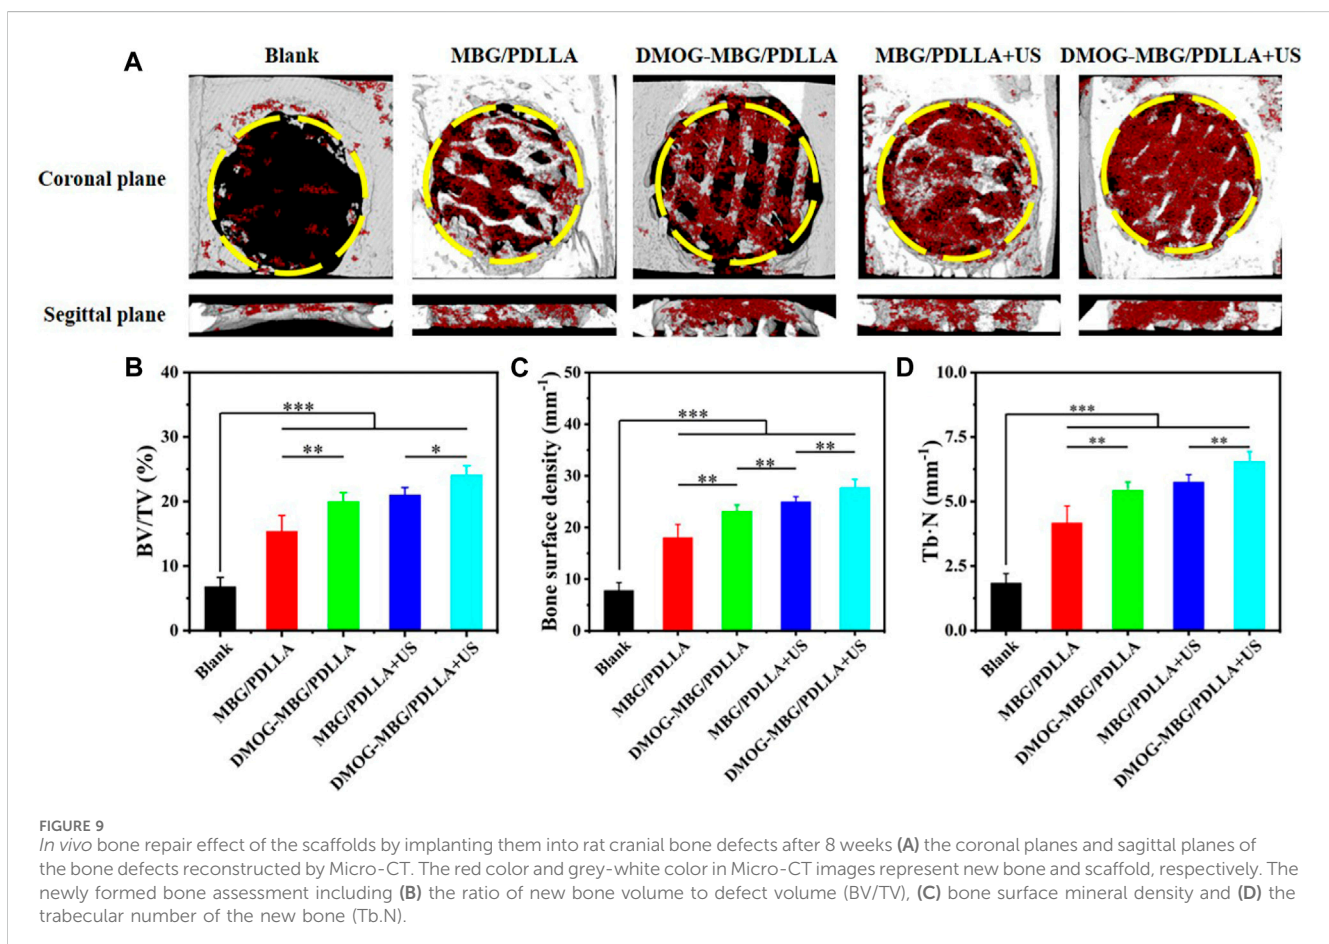 A
Blank
MBG/PDLLA
DMOG-MBG/PDLLA
MBG/PDLLA+US
DMOG-MBG/PDLLA+US
Coronal plane
Segittal plane
B
BV/TV (%)
40
30
20
10
0
***
**
*
Blank
MBG/PDLLA
DMOG-MBG/PDLLA
MBG/PDLLA+US
DMOG-MBG/PDLLA+US
C
Bone surface density (mm⁻¹)
50
40
30
20
10
0
***
**
**
**
Blank
MBG/PDLLA
DMOG-MBG/PDLLA
MBG/PDLLA+US
DMOG-MBG/PDLLA+US
D
Tb·N (mm⁻¹)
10.0
7.5
5.0
2.5
0.0
***
**
**
Blank
MBG/PDLLA
DMOG-MBG/PDLLA
MBG/PDLLA+US
DMOG-MBG/PDLLA+US
FIGURE 9
In vivo bone repair effect of the scaffolds by implanting them into rat cranial bone defects after 8 weeks (A) the coronal planes and sagittal planes of
the bone defects reconstructed by Micro-CT. The red color and grey-white color in Micro-CT images represent new bone and scaffold, respectively. The
newly formed bone assessment including (B) the ratio of new bone volume to defect volume (BV/TV), (C) bone surface mineral density and (D) the
trabecular number of the new bone (Tb.N).